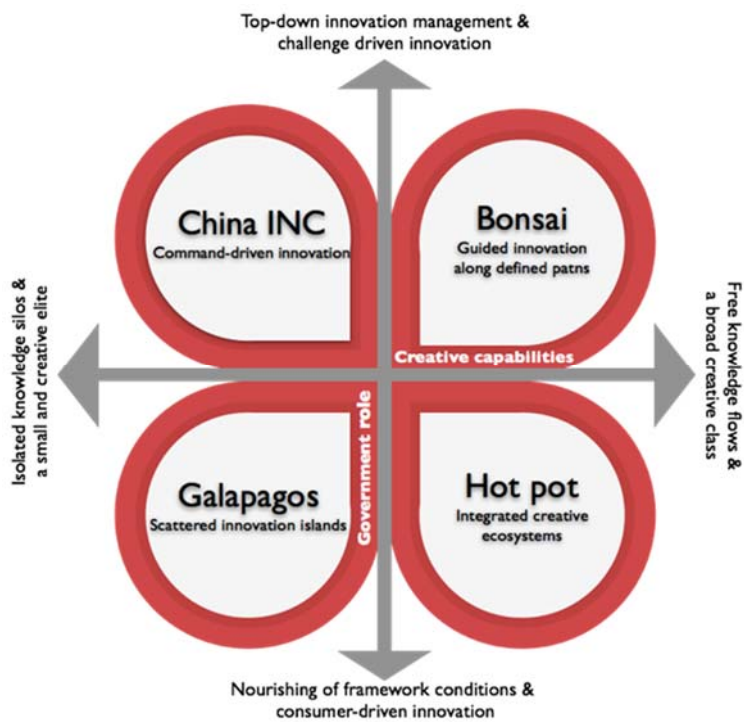 Top-down innovation management &
challenge driven innovation
China INC
Command-driven innovation
Bonsai
Guided innovation
along defined patns
Isolated knowledge silos &
a small and creative elite
Creative capabilities
Free knowledge flows &
a broad creative class
Government role
Galapagos
Scattered innovation islands
Hot pot
Integrated creative
ecosystems
Nourishing of framework conditions &
consumer-driven innovation